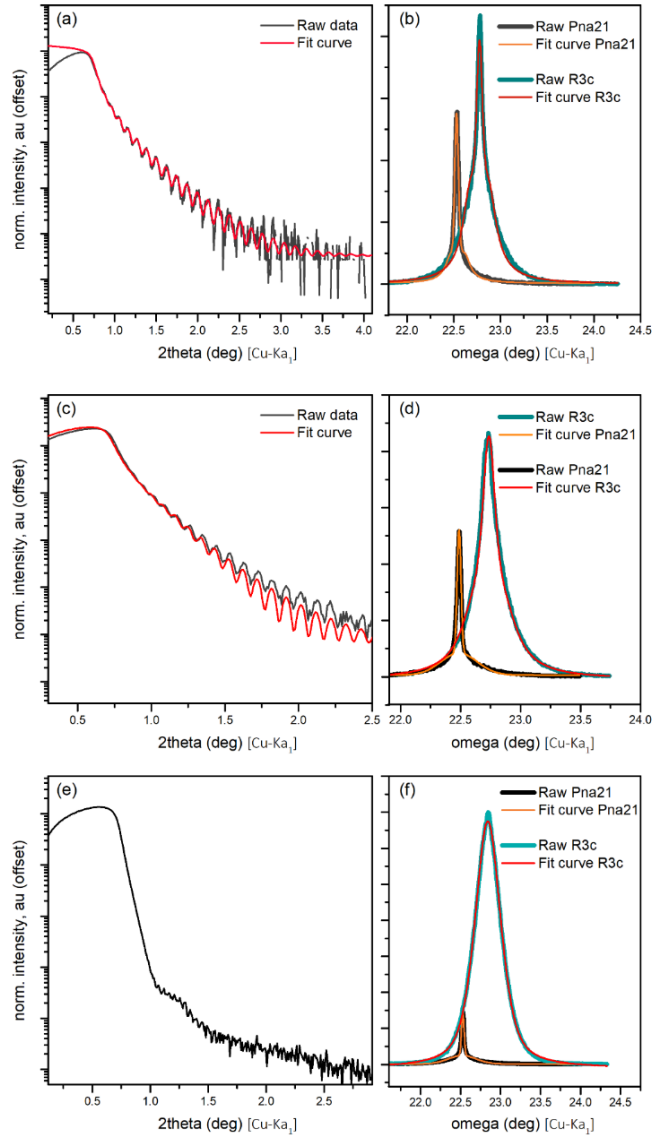 (a)
Raw data
Fit curve
norm. intensity, au (offset)
0.5 1.0 1.5 2.0 2.5 3.0 3.5 4.0
2theta (deg) [Cu-Ka1]
(b)
Raw Pna21
Fit curve Pna21
Raw R3c
Fit curve R3c
22.0 22.5 23.0 23.5 24.0 24.5
omega (deg) [Cu-Ka1]
(c)
Raw data
Fit curve
norm. intensity, au (offset)
0.5 1.0 1.5 2.0 2.5
2theta (deg) [Cu-Ka1]
(d)
Raw R3c
Fit curve Pna21
Raw Pna21
Fit curve R3c
22.0 22.5 23.0 23.5 24.0
omega (deg) [Cu-Ka1]
(e)
norm. intensity, au (offset)
0.5 1.0 1.5 2.0 2.5
2theta (deg) [Cu-Ka1]
(f)
Raw Pna21
Fit curve Pna21
Raw R3c
Fit curve R3c
22.0 22.5 23.0 23.5 24.0 24.5
omega (deg) [Cu-Ka1]